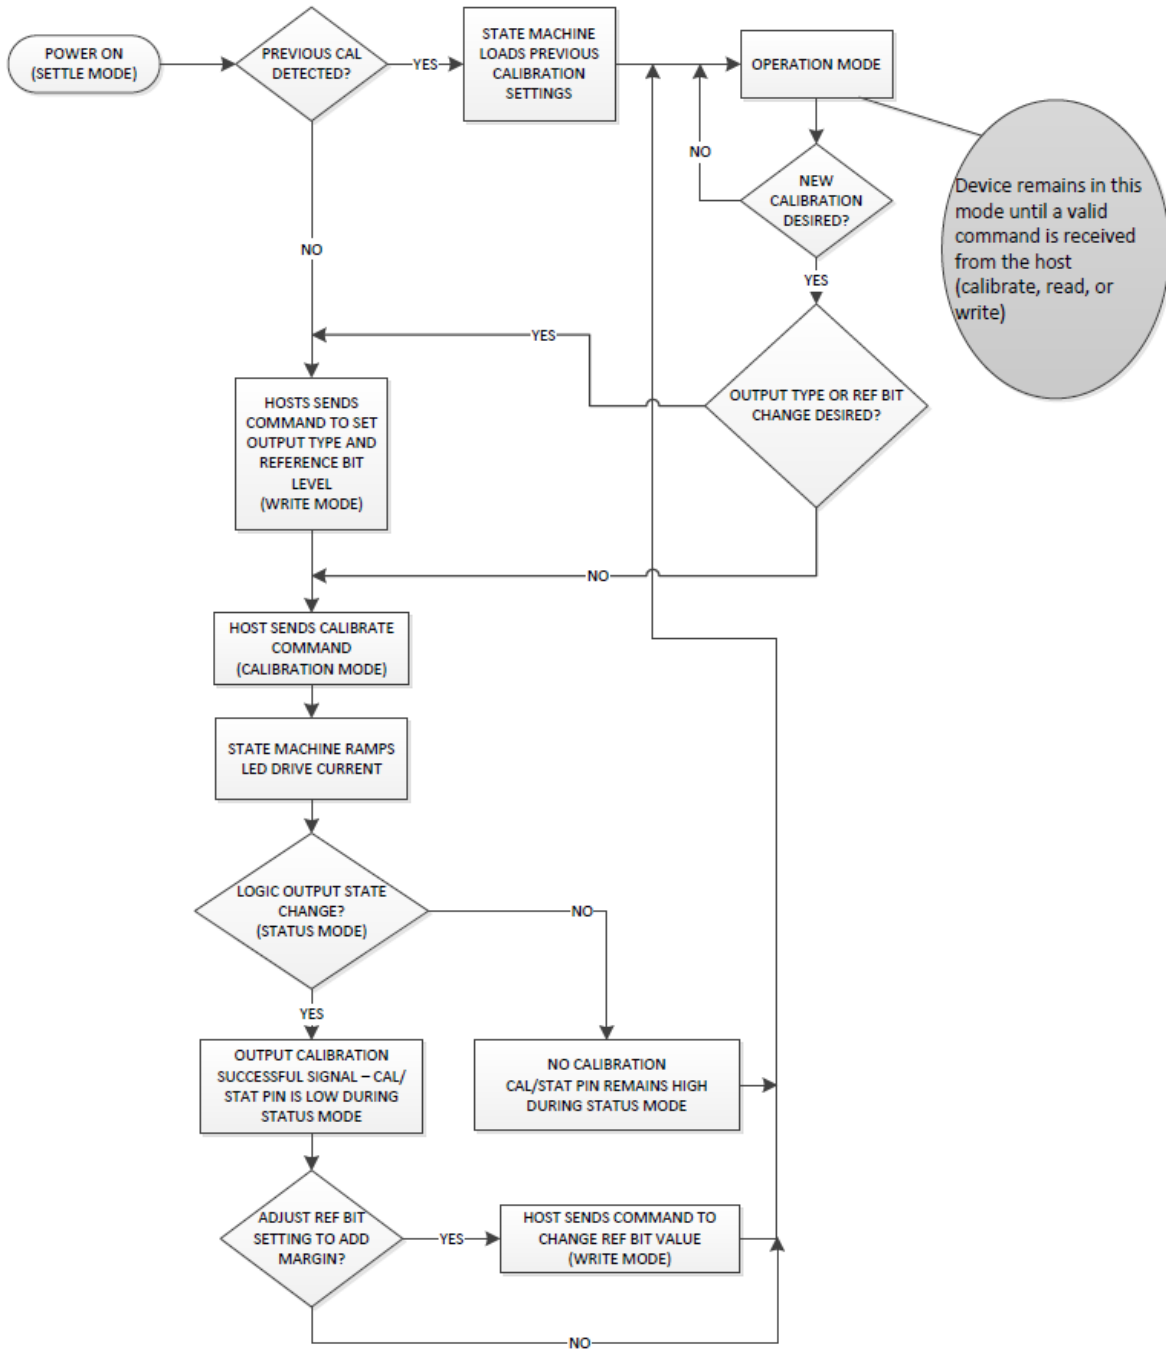 POWER ON
(SETTLE MODE)
PREVIOUS CAL
DETECTED?
YES
STATE MACHINE
LOADS PREVIOUS
CALIBRATION
SETTINGS
OPERATION MODE
NO
NEW
CALIBRATION
DESIRED?
Device remains in this
mode until a valid
command is received
from the host
(calibrate, read, or
write)
NO
YES
YES
HOSTS SENDS
COMMAND TO SET
OUTPUT TYPE AND
REFERENCE BIT
LEVEL
(WRITE MODE)
OUTPUT TYPE OR REF BIT
CHANGE DESIRED?
NO
HOST SENDS CALIBRATE
COMMAND
(CALIBRATION MODE)
STATE MACHINE RAMPS
LED DRIVE CURRENT
LOGIC OUTPUT STATE
CHANGE?
(STATUS MODE)
NO
YES
OUTPUT CALIBRATION
SUCCESSFUL SIGNAL – CAL/
STAT PIN IS LOW DURING
STATUS MODE
NO CALIBRATION
CAL/STAT PIN REMAINS HIGH
DURING STATUS MODE
ADJUST REF BIT
SETTING TO ADD
MARGIN?
YES
HOST SENDS COMMAND TO
CHANGE REF BIT VALUE
(WRITE MODE)
NO